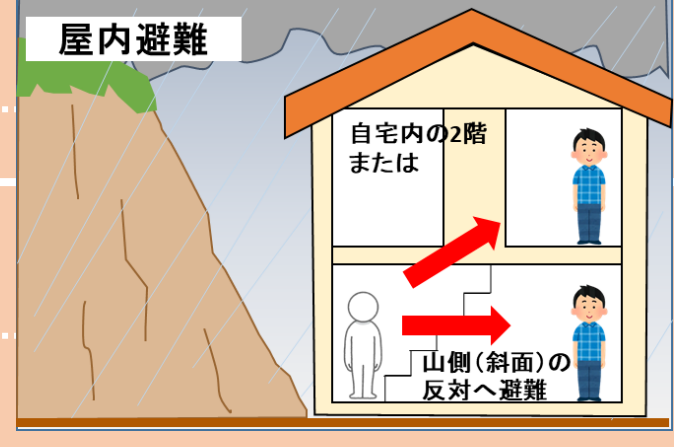 屋内避難
自宅内の2階
または
山側(斜面)の
反対へ避難